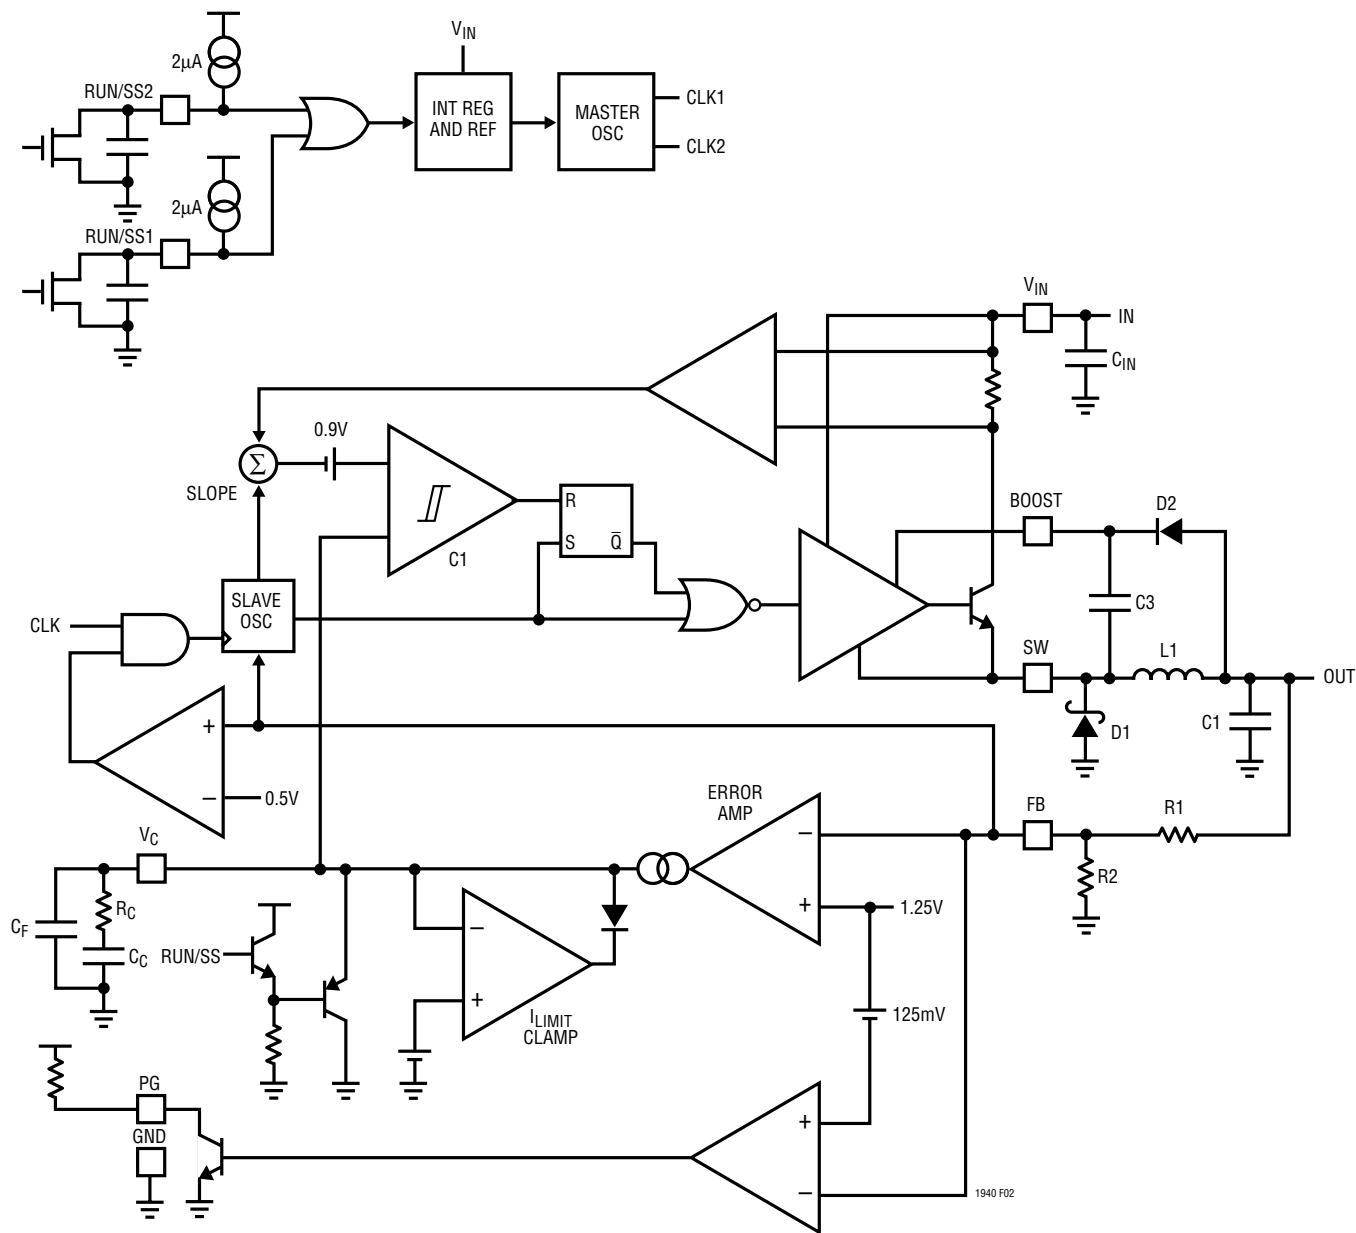 V_IN
2µA
RUN/SS2
INT REG
AND REF
MASTER
OSC
CLK1
CLK2
2µA
RUN/SS1
V_IN
IN
C_IN
0.9V
Σ
SLOPE
R
S
Q̅
C1
BOOST
D2
SLAVE
OSC
CLK
C3
SW
L1
OUT
+
−
0.5V
D1
C1
ERROR
AMP
FB
R1
−
+
R2
1.25V
V_C
R_C
C_F
C_C
RUN/SS
−
+
I_LIMIT
CLAMP
125mV
PG
GND
+
−
1940 F02